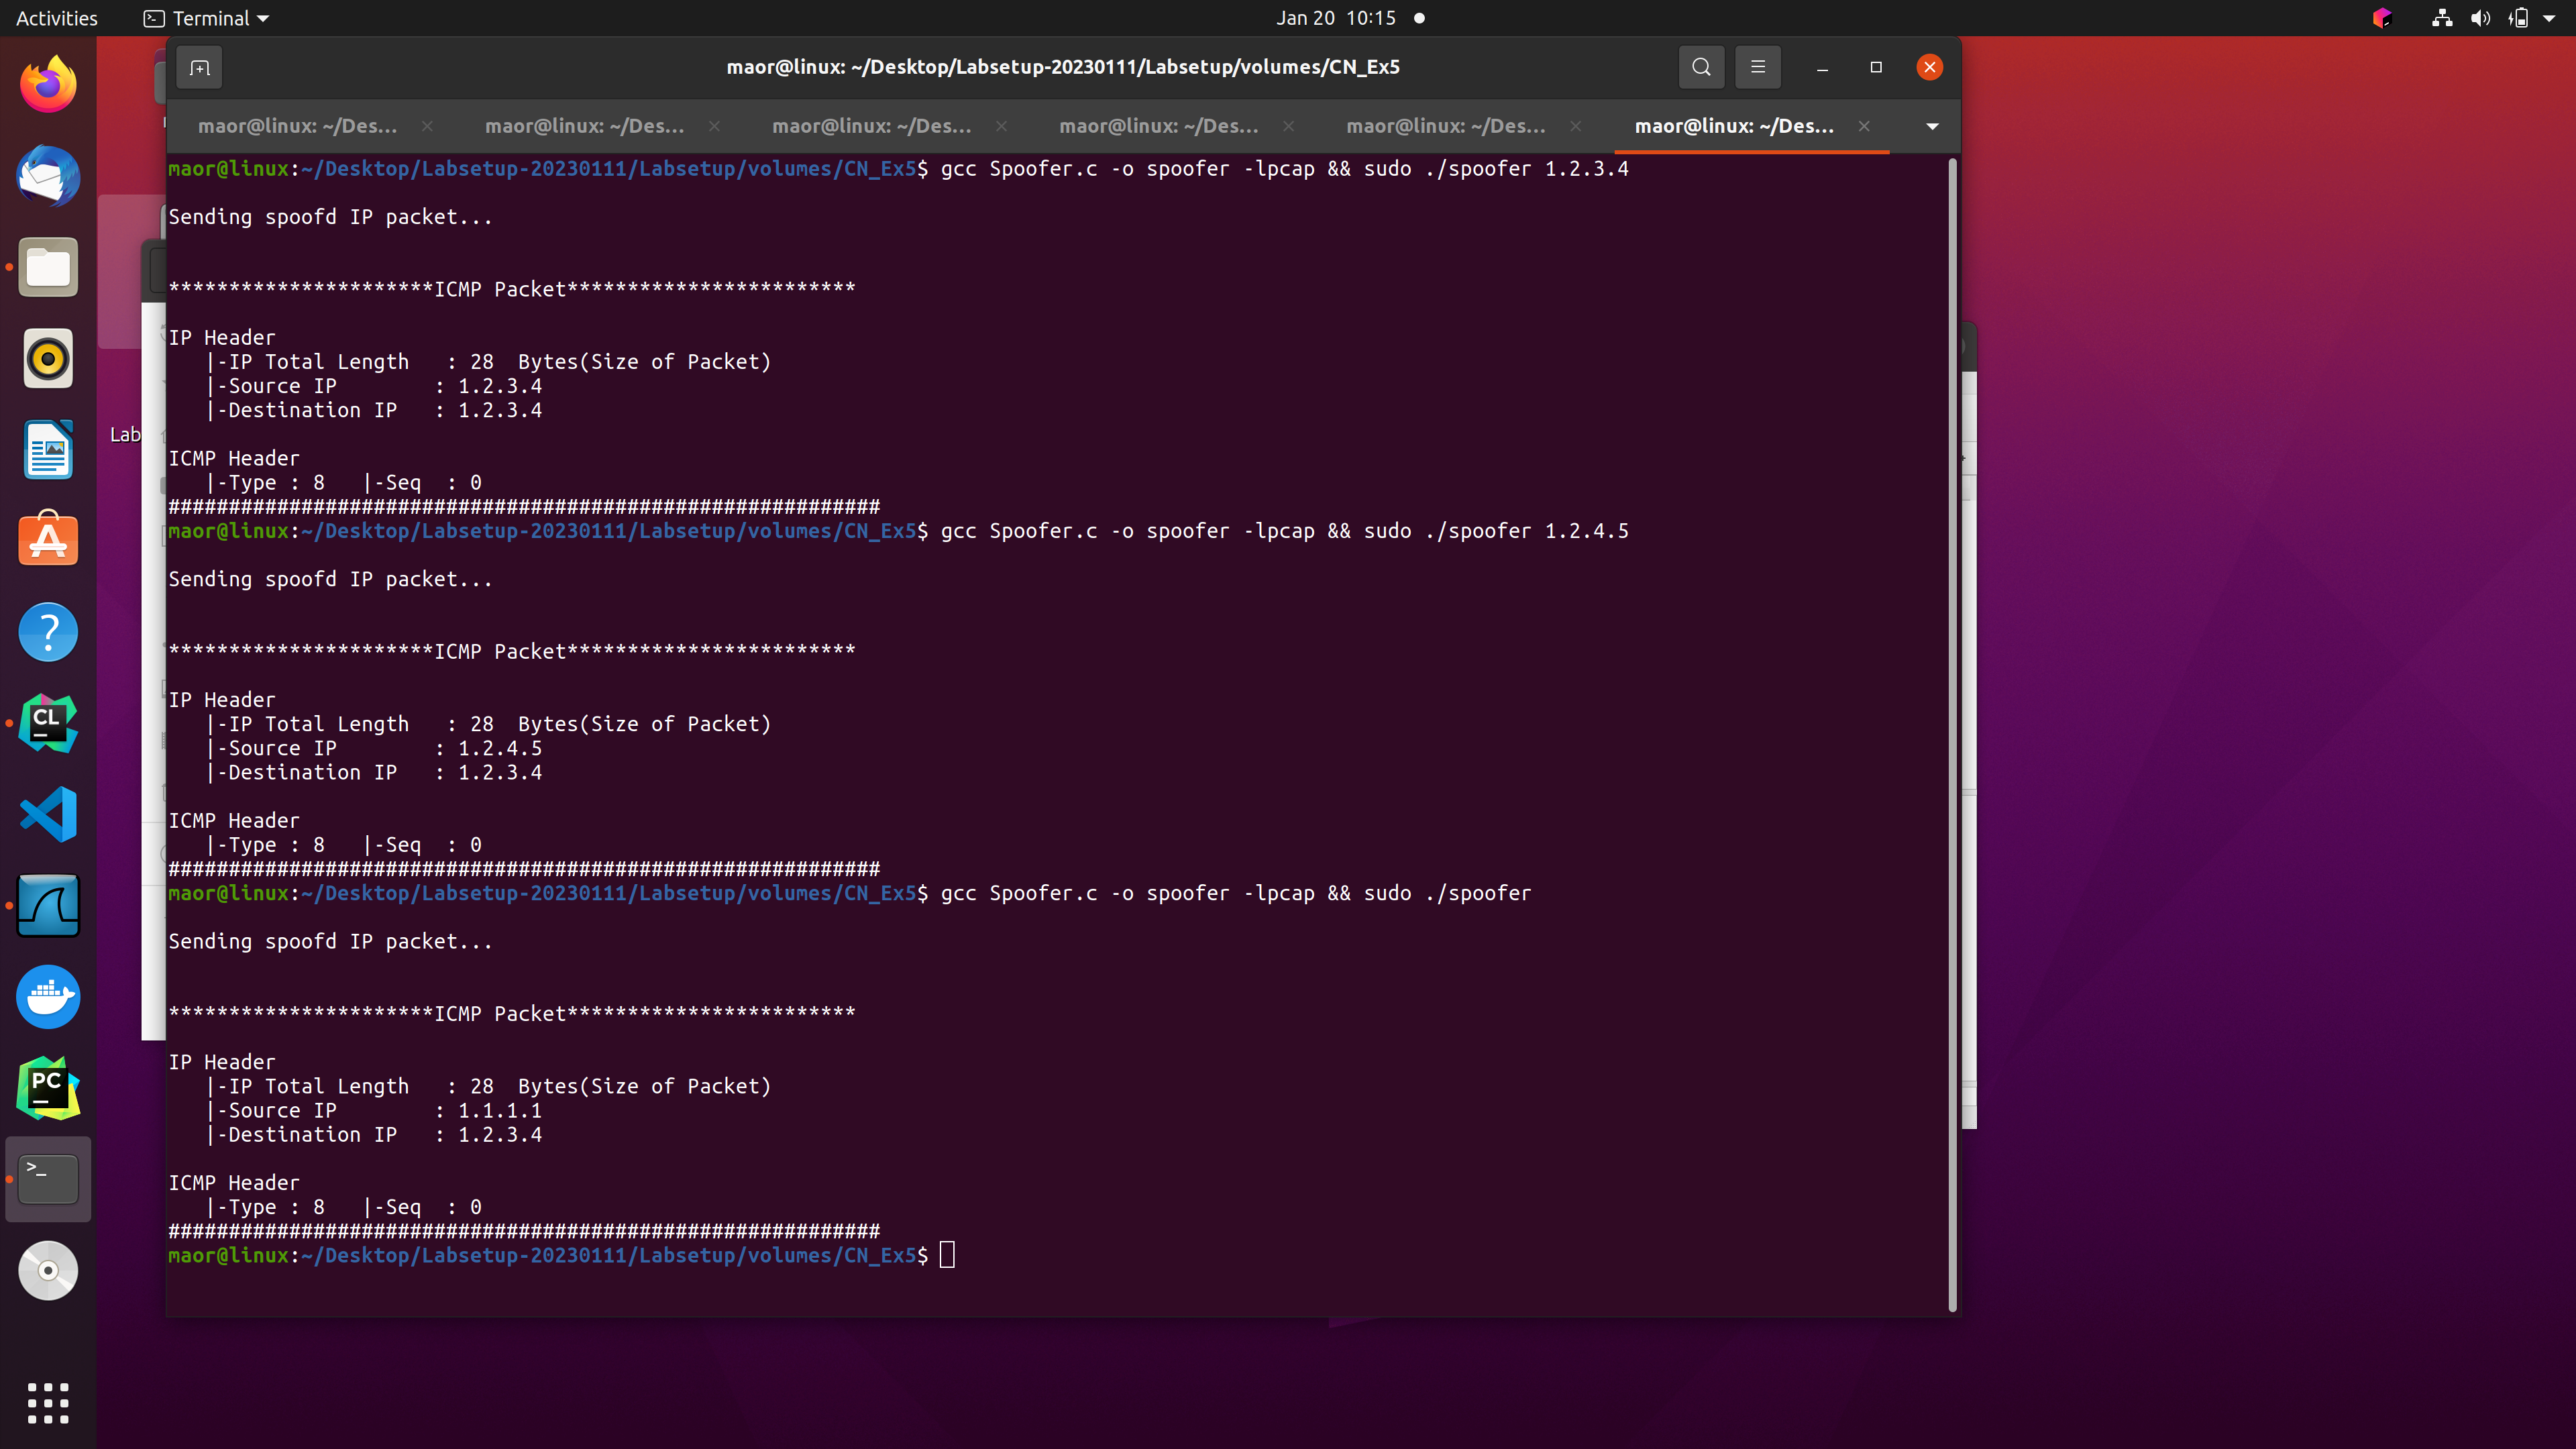 Activities
Terminal
Jan 20 10:15
maor@linux: ~/Desktop/Labsetup-20230111/Labsetup/volumes/CN_Ex5
maor@linux: ~/Des...
maor@linux: ~/Des...
maor@linux: ~/Des...
maor@linux: ~/Des...
maor@linux: ~/Des...
maor@linux: ~/Des...
maor@linux:~/Desktop/Labsetup-20230111/Labsetup/volumes/CN_Ex5$ gcc Spoofer.c -o spoofer -lpcap && sudo ./spoofer 1.2.3.4
Sending spoofd IP packet...
**********************ICMP Packet************************
IP Header
|-IP Total Length   : 28  Bytes(Size of Packet)
|-Source IP        : 1.2.3.4
|-Destination IP   : 1.2.3.4
ICMP Header
|-Type : 8   |-Seq  : 0
###########################################################
maor@linux:~/Desktop/Labsetup-20230111/Labsetup/volumes/CN_Ex5$ gcc Spoofer.c -o spoofer -lpcap && sudo ./spoofer 1.2.4.5
Sending spoofd IP packet...
**********************ICMP Packet************************
IP Header
|-IP Total Length   : 28  Bytes(Size of Packet)
|-Source IP        : 1.2.4.5
|-Destination IP   : 1.2.3.4
ICMP Header
|-Type : 8   |-Seq  : 0
###########################################################
maor@linux:~/Desktop/Labsetup-20230111/Labsetup/volumes/CN_Ex5$ gcc Spoofer.c -o spoofer -lpcap && sudo ./spoofer
Sending spoofd IP packet...
**********************ICMP Packet************************
IP Header
|-IP Total Length   : 28  Bytes(Size of Packet)
|-Source IP        : 1.1.1.1
|-Destination IP   : 1.2.3.4
ICMP Header
|-Type : 8   |-Seq  : 0
###########################################################
maor@linux:~/Desktop/Labsetup-20230111/Labsetup/volumes/CN_Ex5$
Lab
CL
PC
>_